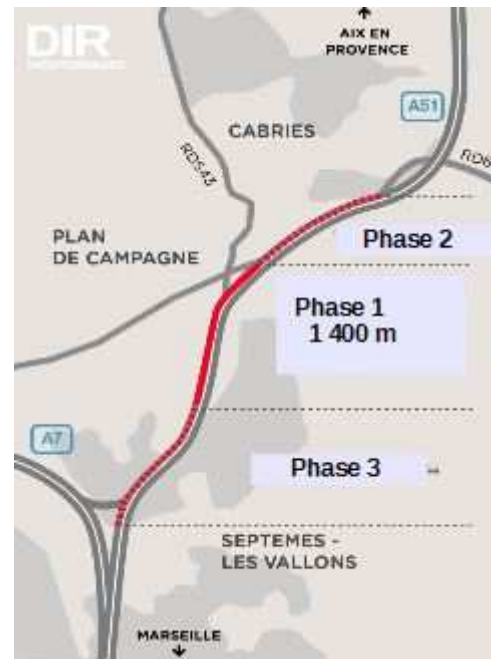 DIR
AIX EN
PROVENCE
A51
CABRIES
RD543
RD6
Phase 2
PLAN
DE CAMPAGNE
Phase 1
1 400 m
A7
Phase 3
SEPTEMES -
LES VALLONS
MARSEILLE